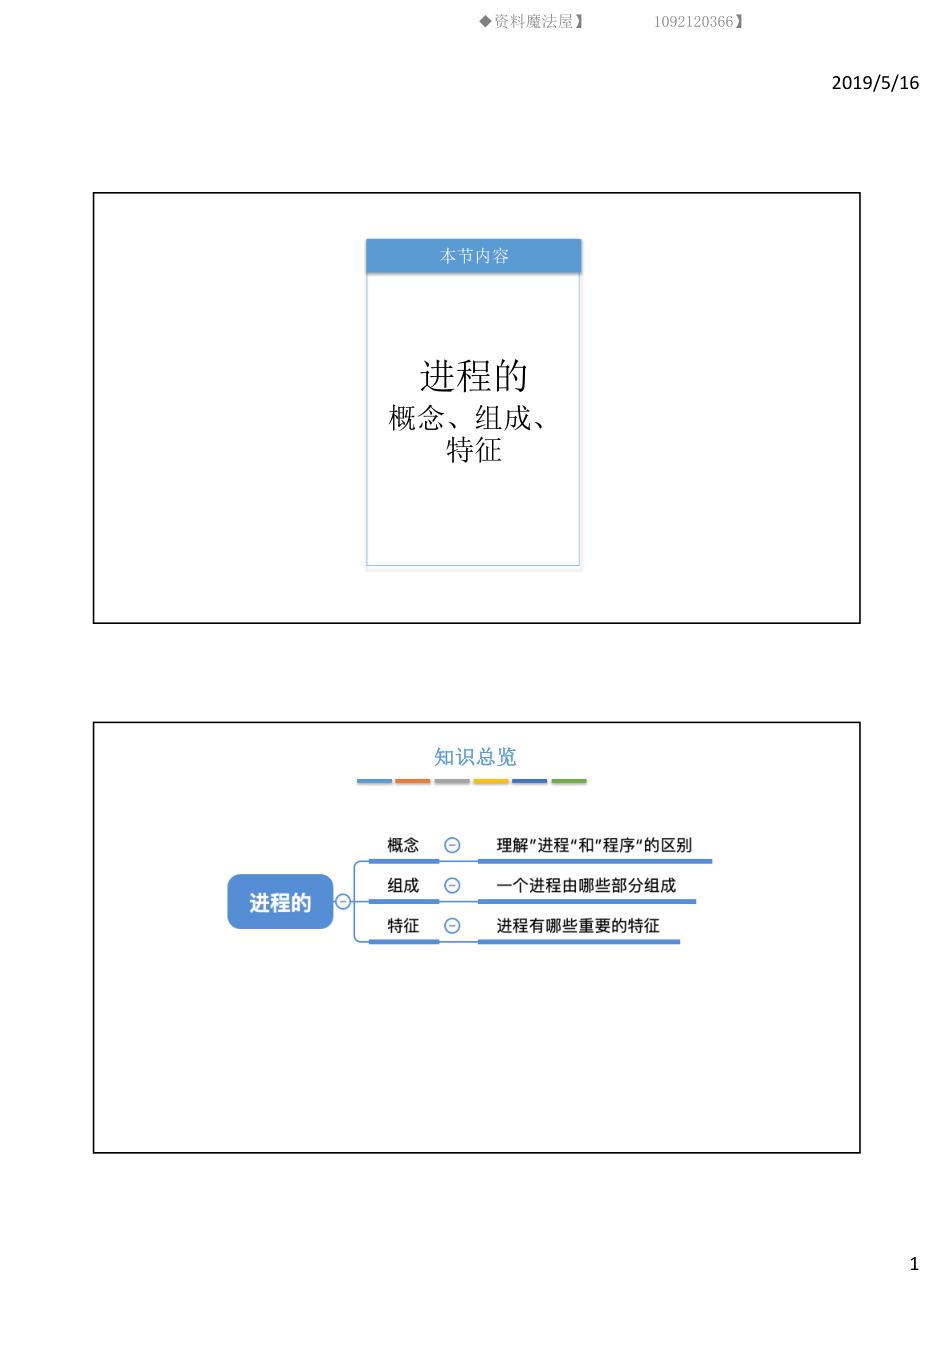 ◆资料魔法屋】 1092120366】
2019/5/16
本节内容
进程的
概念、组成、
特征
知识总览
概念 理解”进程“和”程序“的区别
进程的 组成 一个进程由哪些部分组成
特征 进程有哪些重要的特征
1